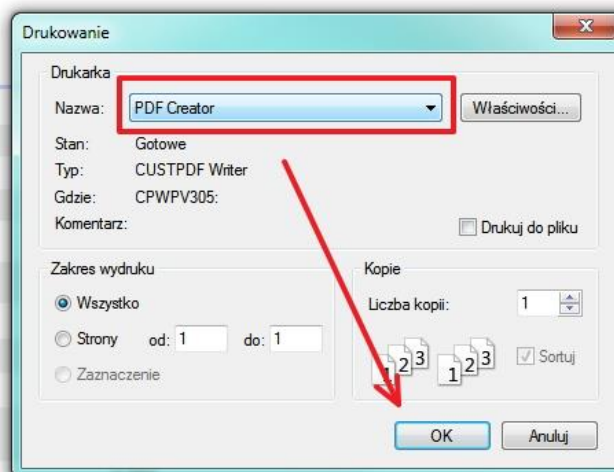 Drukowanie
Drukarka
Nazwa: PDF Creator Właściwości...
Stan: Gotowe
Typ: CUSTPDF Writer
Gdzie: CPWPV305:
Komentarz: Drukuj do pliku
Zakres wydruku
Wszystko
Strony od: 1 do: 1
Zaznaczenie
Kopie
Liczba kopii: 1
1 2 3 1 2 3 Sortuj
OK Anuluj